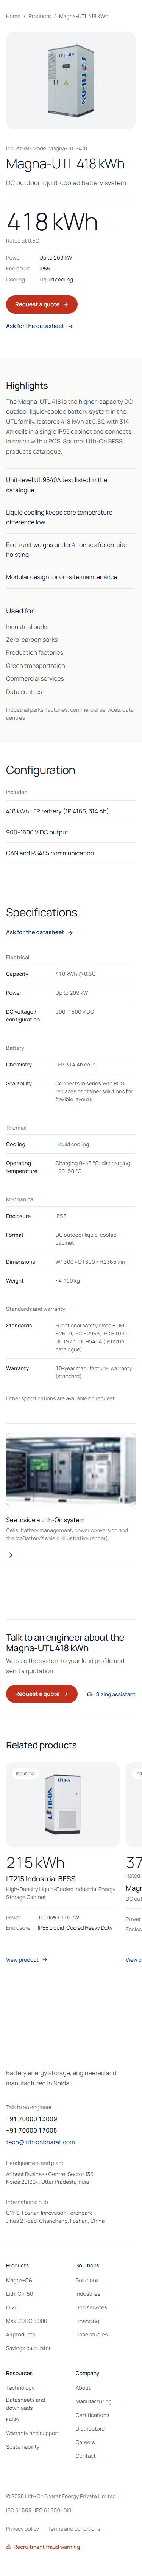 Home / Products / Magna-UTL 418 kWh
Industrial · Model Magna-UTL-418
Magna-UTL 418 kWh
DC outdoor liquid-cooled battery system
418 kWh
Rated at 0.5C
Power Up to 209 kW
Enclosure IP55
Cooling Liquid cooling
Request a quote →
Ask for the datasheet →
Highlights
The Magna-UTL 418 is the higher-capacity DC
outdoor liquid-cooled battery system in the
UTL family. It stores 418 kWh at 0.5C with 314
Ah cells in a single IP55 cabinet and connects
in series with a PCS. Source: Lith-On BESS
products catalogue.
Unit-level UL 9540A test listed in the
catalogue
Liquid cooling keeps core temperature
difference low
Each unit weighs under 4 tonnes for on-site
hoisting
Modular design for on-site maintenance
Used for
Industrial parks
Zero-carbon parks
Production factories
Green transportation
Commercial services
Data centres
Industrial parks, factories, commercial services, data
centres
Configuration
Included
418 kWh LFP battery (1P 416S, 314 Ah)
900–1500 V DC output
CAN and RS485 communication
Specifications
Ask for the datasheet →
Electrical
Capacity 418 kWh @ 0.5C
Power Up to 209 kW
DC voltage / 900–1500 V DC
configuration
Battery
Chemistry LFP, 314 Ah cells
Scalability Connects in series with PCS;
replaces container solutions for
flexible layouts
Thermal
Cooling Liquid cooling
Operating Charging 0–45 °C; discharging
temperature −20–50 °C
Mechanical
Enclosure IP55
Format DC outdoor liquid-cooled
cabinet
Dimensions W1300 × D1300 × H2365 mm
Weight ≈4,100 kg
Standards and warranty
Standards Functional safety class B · IEC
62619, IEC 62933, IEC 61000,
UL 1973, UL 9540A (listed in
catalogue)
Warranty 10-year manufacturer warranty
(standard)
Other specifications are available on request.
See inside a Lith-On system
Cells, battery management, power conversion and
the iceBattery® shield (illustrative render).
→
Talk to an engineer about the
Magna-UTL 418 kWh
We size the system to your load profile and
send a quotation.
Request a quote → Sizing assistant
Related products
Industrial
215 kWh
LT215 Industrial BESS
High-Density Liquid-Cooled Industrial Energy
Storage Cabinet
Power 100 kW / 110 kW
Enclosure IP55 Liquid-Cooled Heavy Duty
View product →
Battery energy storage, engineered and
manufactured in Noida.
Talk to an engineer
+91 70000 13009
+91 70000 17005
tech@lith-onbharat.com
Headquarters and plant
Arihant Business Centre, Sector 136
Noida 201304, Uttar Pradesh, India
International hub
C11-6, Foshan Innovation Torchpark
Jihua 2 Road, Chancheng, Foshan, China
Products Solutions
Magna-C&I Solutions
Lith-On-50 Industries
LT215 Grid services
Max-20HC-5000 Financing
All products Case studies
Savings calculator
Resources Company
Technology About
Datasheets and Manufacturing
downloads
FAQs Certifications
Warranty and support Distributors
Sustainability Careers
Contact
© 2026 Lith-On Bharat Energy Private Limited
IEC 61508 · IEC 61850 · BIS
Privacy policy Terms and conditions
Recruitment fraud warning